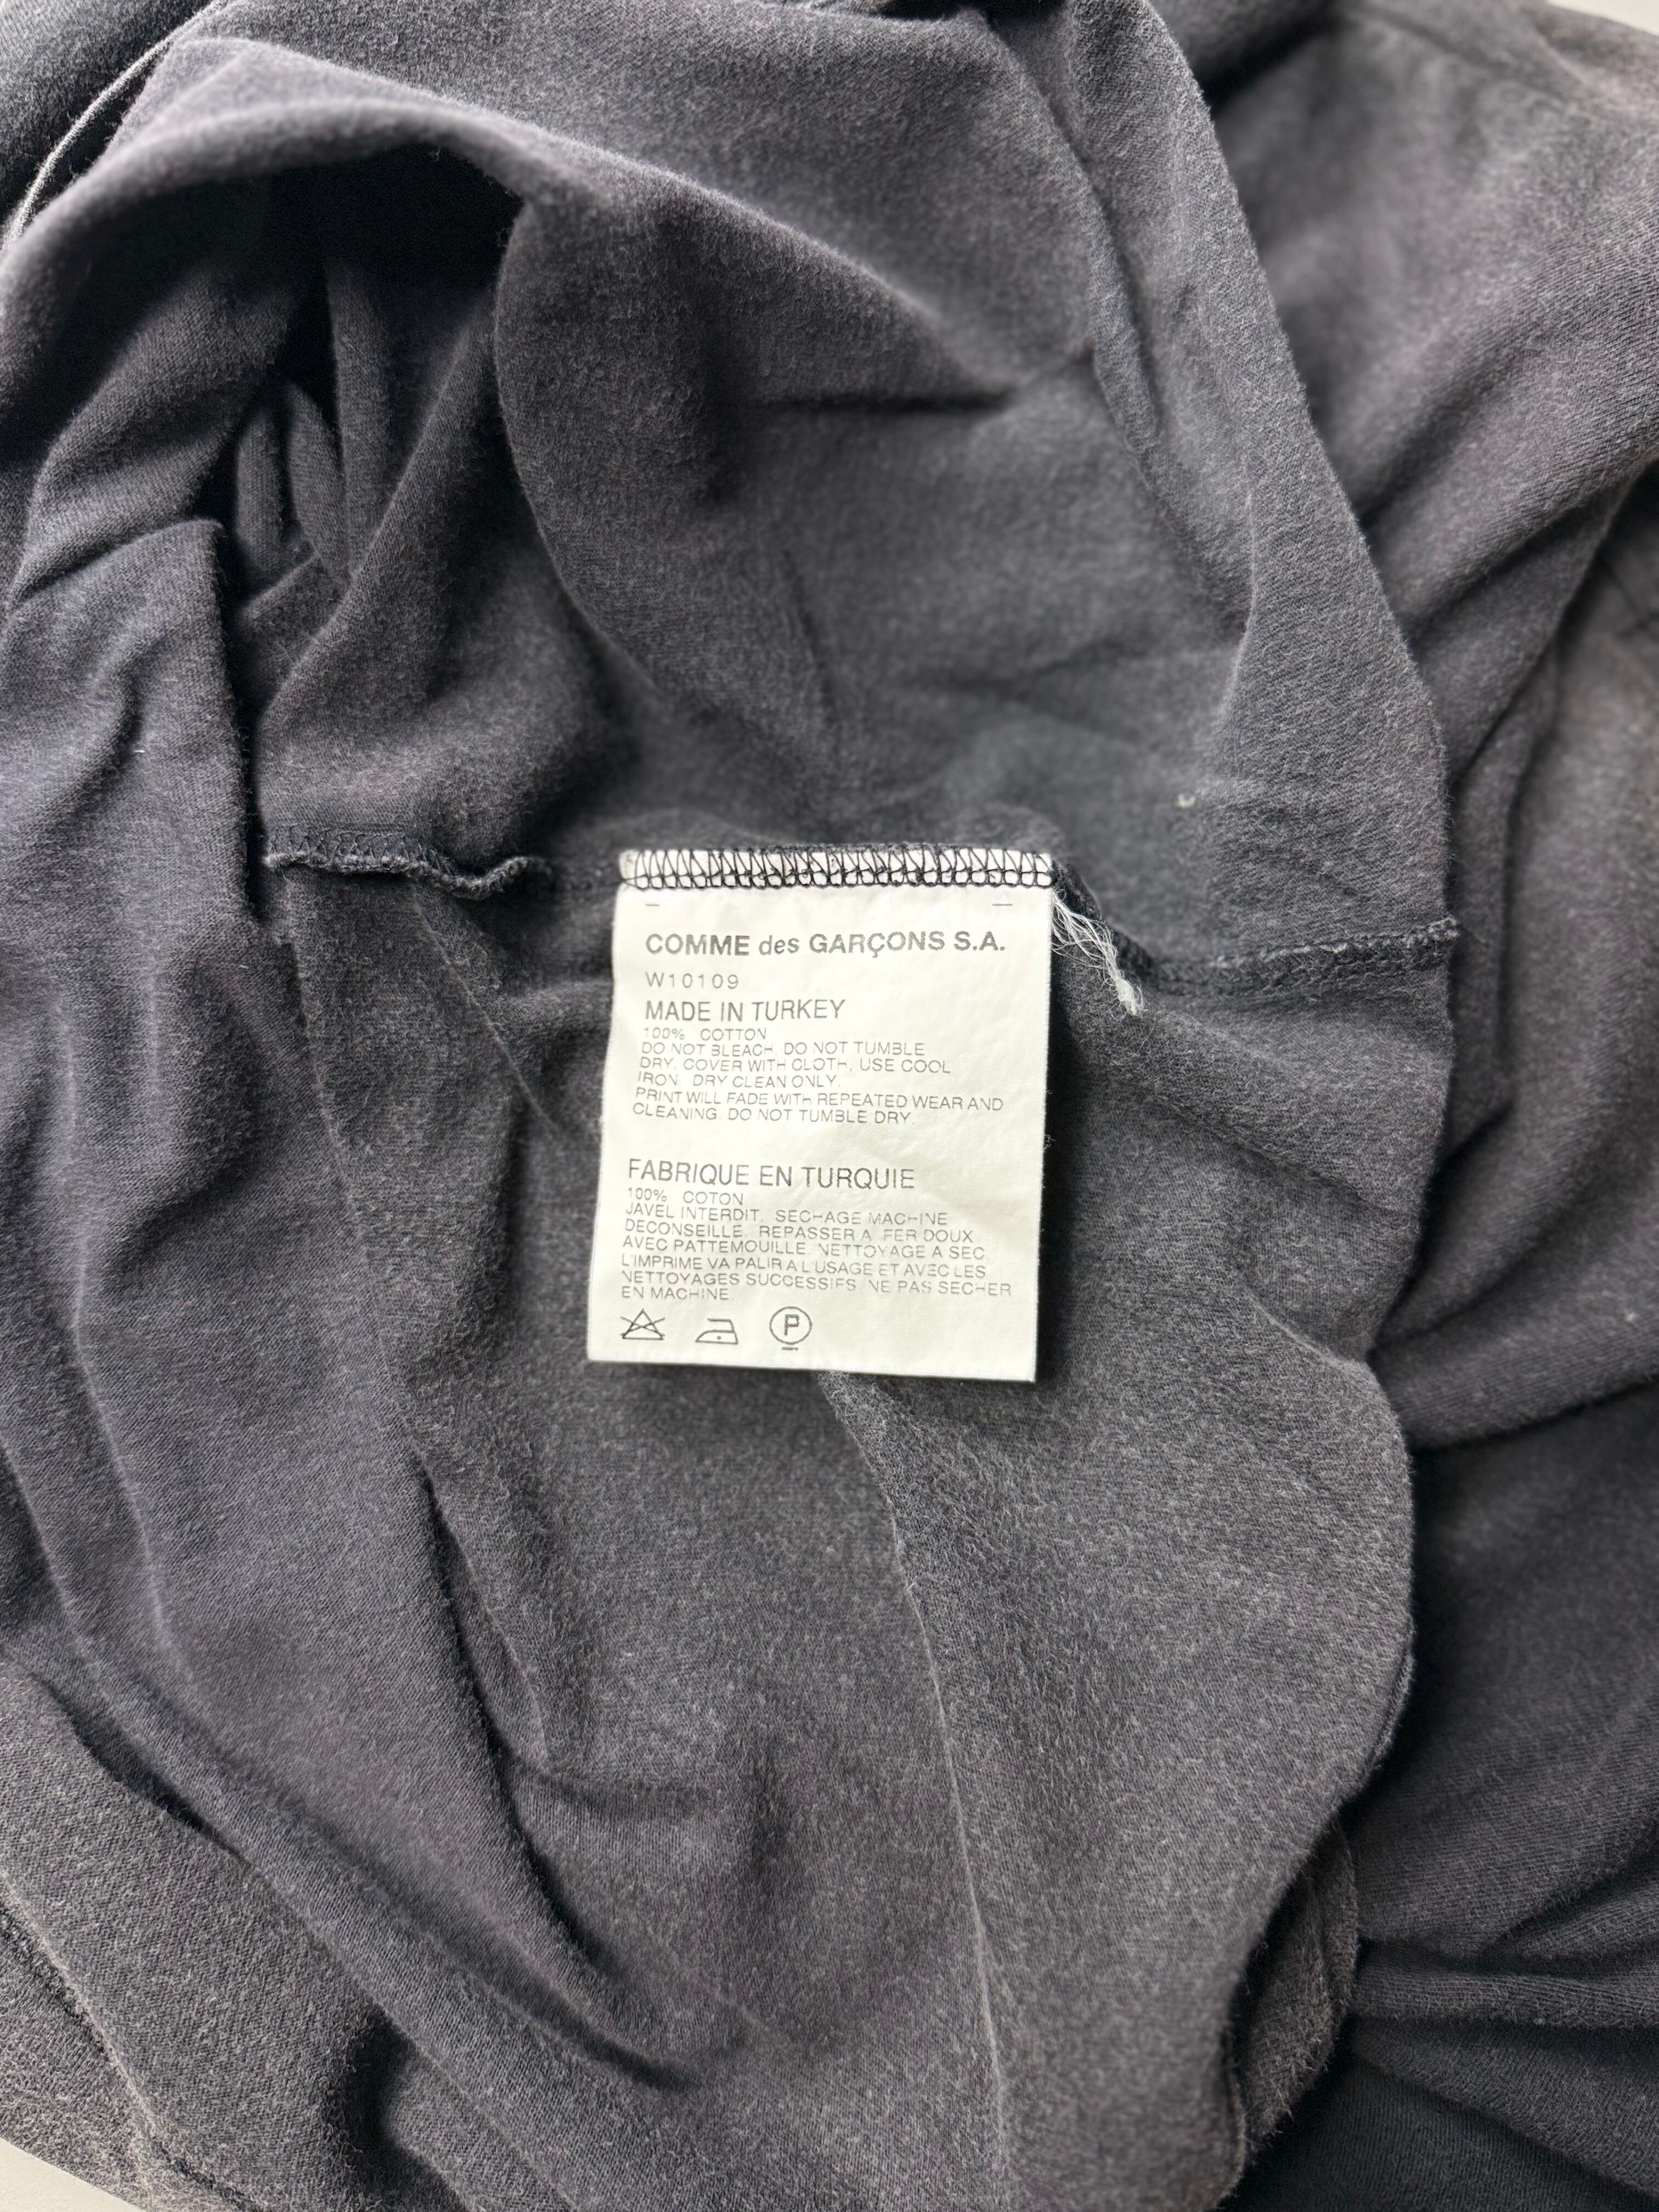 COMME des GARÇONS S.A.
W10109
MADE IN TURKEY
100% COTTON
DO NOT BLEACH. DO NOT TUMBLE
DRY. COVER WITH CLOTH, USE COOL
IRON. DRY CLEAN ONLY.
PRINT WILL FADE WITH REPEATED WEAR AND
CLEANING. DO NOT TUMBLE DRY.
FABRIQUE EN TURQUIE
100% COTON
JAVEL INTERDIT. SECHAGE MACHINE
DECONSEILLE. REPASSER A FER DOUX
AVEC PATTEMOUILLE. NETTOYAGE A SEC
L'IMPRIME VA PALIR A L'USAGE ET AVEC LES
NETTOYAGES SUCCESSIFS. NE PAS SECHER
EN MACHINE.
P